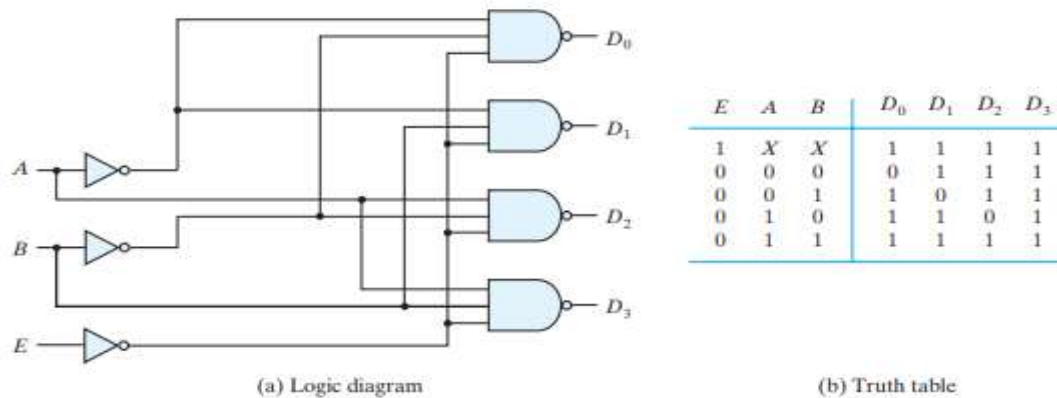 A
B
E
D₀
D₁
D₂
D₃
(a) Logic diagram
E A B D₀ D₁ D₂ D₃
1 X X 1 1 1 1
0 0 0 0 1 1 1
0 0 1 1 0 1 1
0 1 0 1 1 0 1
0 1 1 1 1 1 1
(b) Truth table